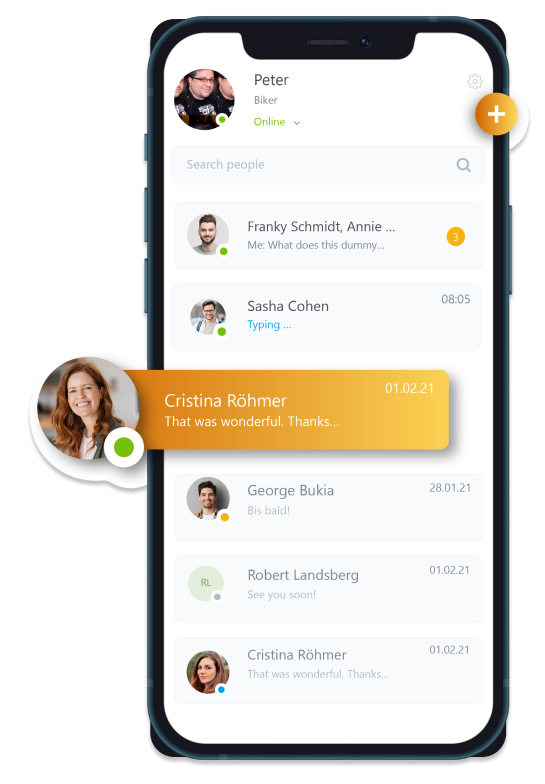 Peter
Biker
Online
Search people
Franky Schmidt, Annie ...
Me: What does this dummy...
3
Sasha Cohen
08:05
Typing ...
01.02.21
Cristina Röhmer
That was wonderful. Thanks...
George Bukia
28.01.21
Bis bald!
RL
Robert Landsberg
01.02.21
See you soon!
Cristina Röhmer
01.02.21
That was wonderful. Thanks...